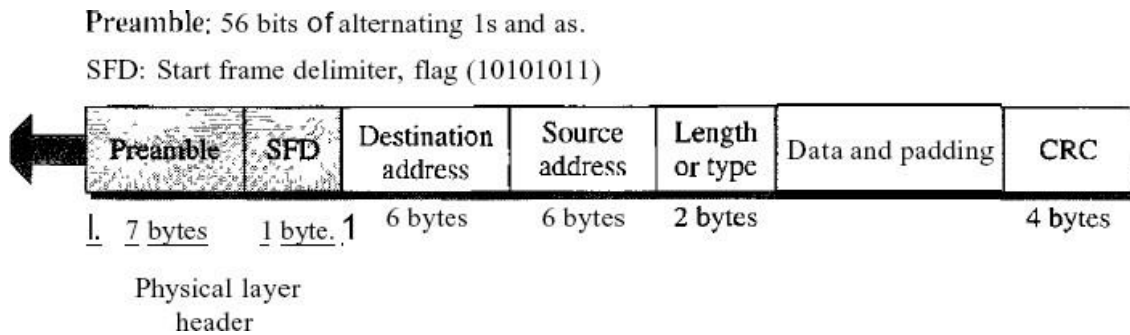 Preamble: 56 bits of alternating 1s and as.
SFD: Start frame delimiter, flag (10101011)
Preamble SFD Destination address Source address Length or type Data and padding CRC
l. 7 bytes 1 byte. 1 6 bytes 6 bytes 2 bytes 4 bytes
Physical layer
header